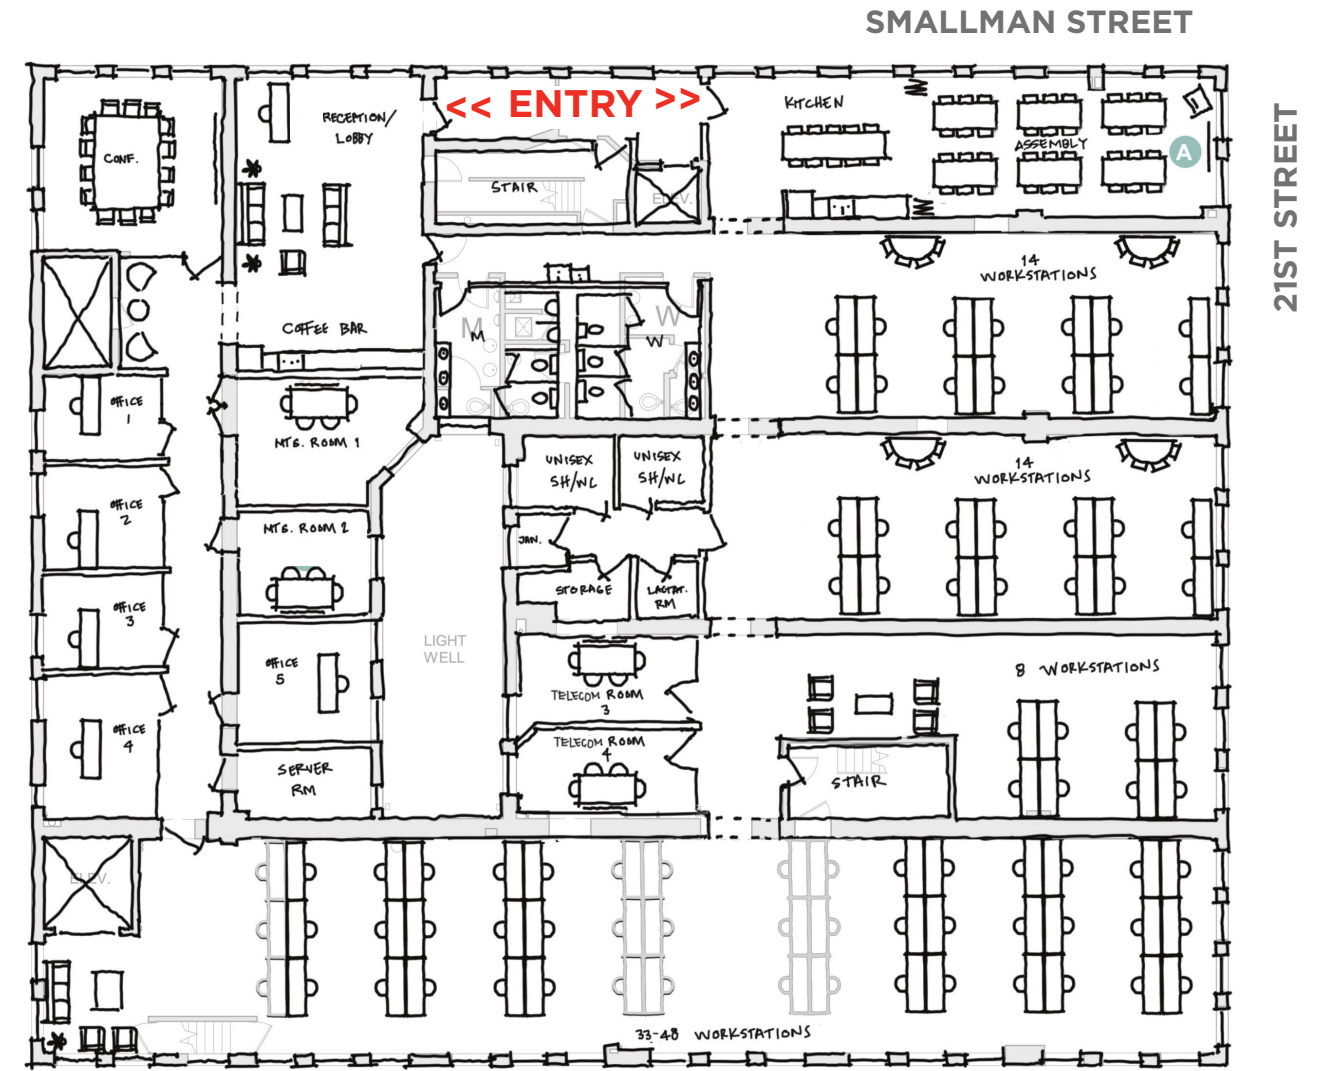 SMALLMAN STREET
21ST STREET
<< ENTRY >>
CONF.
RECEPTION/
LOBBY
KITCHEN
ASSEMBLY
A
STAIR
ELEV.
14
WORKSTATIONS
COFFEE BAR
M
M
W
W
OFFICE
1
MTG. ROOM 1
UNISEX
SH/WC
UNISEX
SH/WC
14
WORKSTATIONS
OFFICE
2
MTG. ROOM 2
JAN.
STORAGE
LACTAT.
RM
OFFICE
3
LIGHT
WELL
OFFICE
5
TELECOM ROOM
3
8 WORKSTATIONS
OFFICE
4
TELECOM ROOM
4
SERVER
RM
STAIR
ELEV.
33-48 WORKSTATIONS